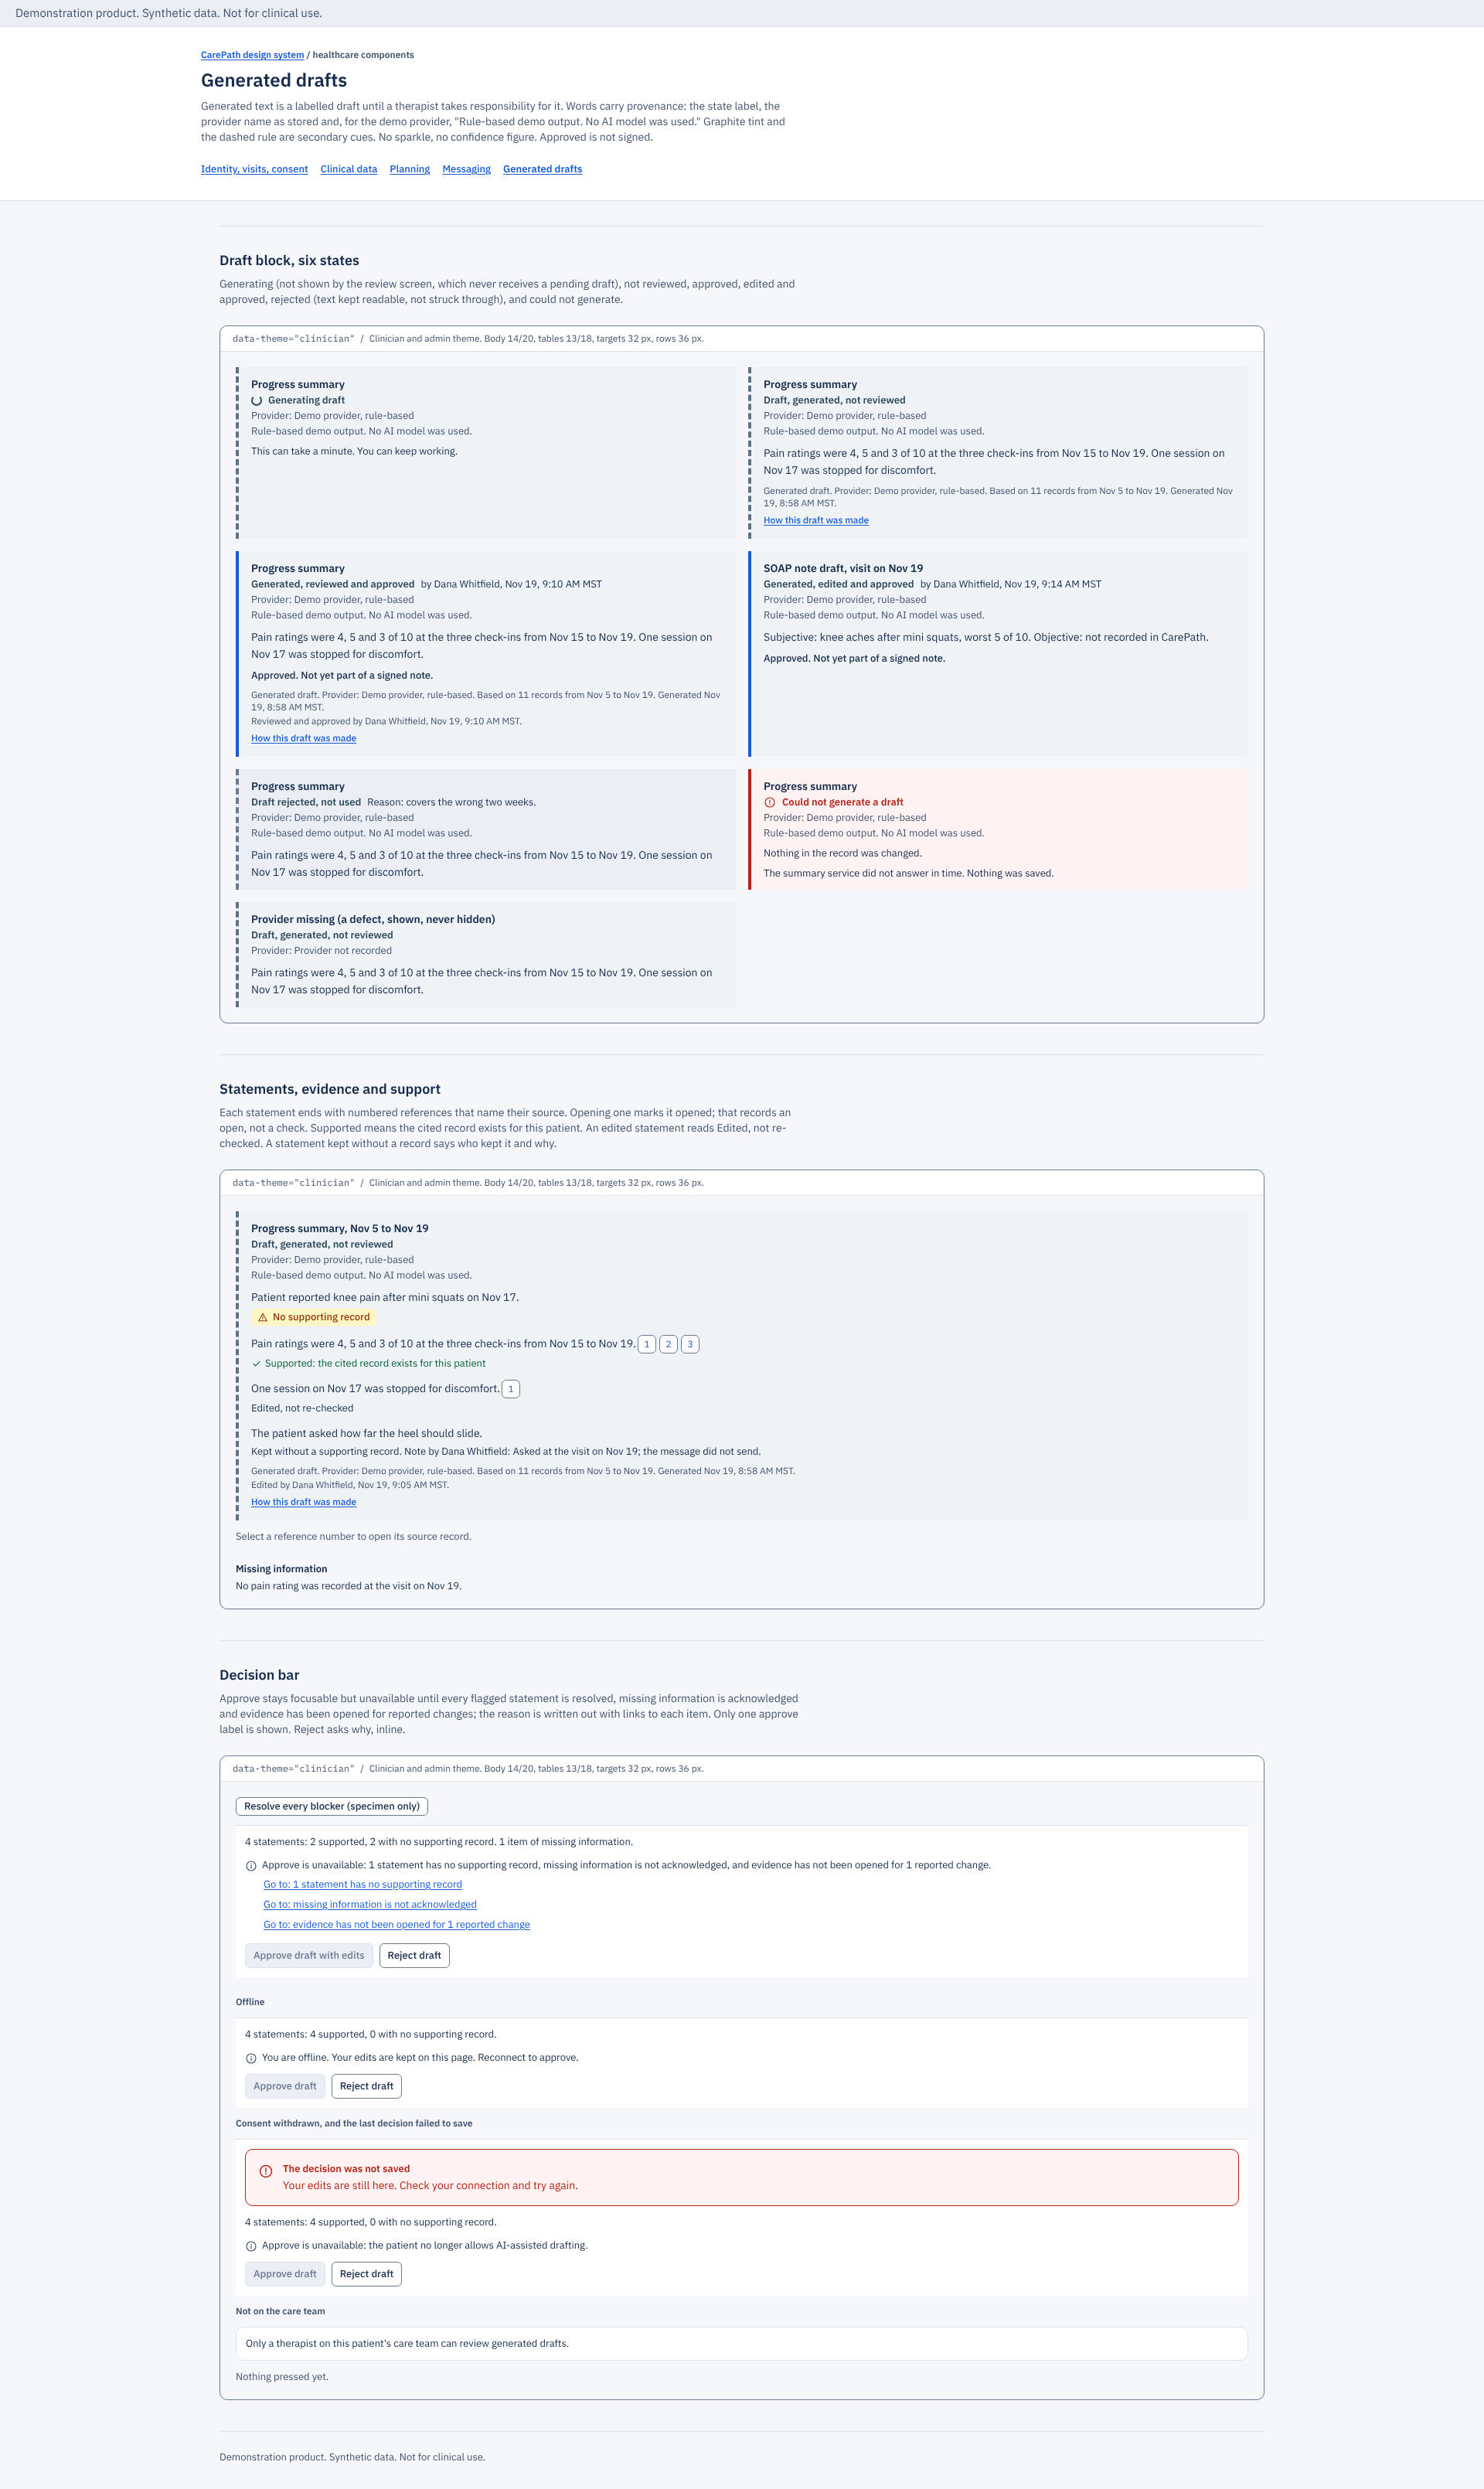 Demonstration product. Synthetic data. Not for clinical use.
CarePath design system / healthcare components
Generated drafts
Generated text is a labelled draft until a therapist takes responsibility for it. Words carry provenance: the state label, the
provider name as stored and, for the demo provider, "Rule-based demo output. No AI model was used." Graphite tint and
the dashed rule are secondary cues. No sparkle, no confidence figure. Approved is not signed.
Identity, visits, consent Clinical data Planning Messaging Generated drafts
Draft block, six states
Generating (not shown by the review screen, which never receives a pending draft), not reviewed, approved, edited and
approved, rejected (text kept readable, not struck through), and could not generate.
data-theme="clinician" / Clinician and admin theme. Body 14/20, tables 13/18, targets 32 px, rows 36 px.
Progress summary
Generating draft
Provider: Demo provider, rule-based
Rule-based demo output. No AI model was used.
This can take a minute. You can keep working.
Progress summary
Draft, generated, not reviewed
Provider: Demo provider, rule-based
Rule-based demo output. No AI model was used.
Pain ratings were 4, 5 and 3 of 10 at the three check-ins from Nov 15 to Nov 19. One session on
Nov 17 was stopped for discomfort.
Generated draft. Provider: Demo provider, rule-based. Based on 11 records from Nov 5 to Nov 19. Generated Nov
19, 8:58 AM MST.
How this draft was made
Progress summary
Generated, reviewed and approved by Dana Whitfield, Nov 19, 9:10 AM MST
Provider: Demo provider, rule-based
Rule-based demo output. No AI model was used.
Pain ratings were 4, 5 and 3 of 10 at the three check-ins from Nov 15 to Nov 19. One session on
Nov 17 was stopped for discomfort.
Approved. Not yet part of a signed note.
Generated draft. Provider: Demo provider, rule-based. Based on 11 records from Nov 5 to Nov 19. Generated Nov
19, 8:58 AM MST.
Reviewed and approved by Dana Whitfield, Nov 19, 9:10 AM MST.
How this draft was made
SOAP note draft, visit on Nov 19
Generated, edited and approved by Dana Whitfield, Nov 19, 9:14 AM MST
Provider: Demo provider, rule-based
Rule-based demo output. No AI model was used.
Subjective: knee aches after mini squats, worst 5 of 10. Objective: not recorded in CarePath.
Approved. Not yet part of a signed note.
Progress summary
Draft rejected, not used Reason: covers the wrong two weeks.
Provider: Demo provider, rule-based
Rule-based demo output. No AI model was used.
Pain ratings were 4, 5 and 3 of 10 at the three check-ins from Nov 15 to Nov 19. One session on
Nov 17 was stopped for discomfort.
Progress summary
Could not generate a draft
Provider: Demo provider, rule-based
Rule-based demo output. No AI model was used.
Nothing in the record was changed.
The summary service did not answer in time. Nothing was saved.
Provider missing (a defect, shown, never hidden)
Draft, generated, not reviewed
Provider: Provider not recorded
Pain ratings were 4, 5 and 3 of 10 at the three check-ins from Nov 15 to Nov 19. One session on
Nov 17 was stopped for discomfort.
Statements, evidence and support
Each statement ends with numbered references that name their source. Opening one marks it opened; that records an
open, not a check. Supported means the cited record exists for this patient. An edited statement reads Edited, not re-
checked. A statement kept without a record says who kept it and why.
data-theme="clinician" / Clinician and admin theme. Body 14/20, tables 13/18, targets 32 px, rows 36 px.
Progress summary, Nov 5 to Nov 19
Draft, generated, not reviewed
Provider: Demo provider, rule-based
Rule-based demo output. No AI model was used.
Patient reported knee pain after mini squats on Nov 17.
No supporting record
Pain ratings were 4, 5 and 3 of 10 at the three check-ins from Nov 15 to Nov 19. 1 2 3
Supported: the cited record exists for this patient
One session on Nov 17 was stopped for discomfort. 1
Edited, not re-checked
The patient asked how far the heel should slide.
Kept without a supporting record. Note by Dana Whitfield: Asked at the visit on Nov 19; the message did not send.
Generated draft. Provider: Demo provider, rule-based. Based on 11 records from Nov 5 to Nov 19. Generated Nov 19, 8:58 AM MST.
Edited by Dana Whitfield, Nov 19, 9:05 AM MST.
How this draft was made
Select a reference number to open its source record.
Missing information
No pain rating was recorded at the visit on Nov 19.
Decision bar
Approve stays focusable but unavailable until every flagged statement is resolved, missing information is acknowledged
and evidence has been opened for reported changes; the reason is written out with links to each item. Only one approve
label is shown. Reject asks why, inline.
data-theme="clinician" / Clinician and admin theme. Body 14/20, tables 13/18, targets 32 px, rows 36 px.
Resolve every blocker (specimen only)
4 statements: 2 supported, 2 with no supporting record. 1 item of missing information.
Approve is unavailable: 1 statement has no supporting record, missing information is not acknowledged, and evidence has not been opened for 1 reported change.
Go to: 1 statement has no supporting record
Go to: missing information is not acknowledged
Go to: evidence has not been opened for 1 reported change
Approve draft with edits Reject draft
Offline
4 statements: 4 supported, 0 with no supporting record.
You are offline. Your edits are kept on this page. Reconnect to approve.
Approve draft Reject draft
Consent withdrawn, and the last decision failed to save
The decision was not saved
Your edits are still here. Check your connection and try again.
4 statements: 4 supported, 0 with no supporting record.
Approve is unavailable: the patient no longer allows AI-assisted drafting.
Approve draft Reject draft
Not on the care team
Only a therapist on this patient's care team can review generated drafts.
Nothing pressed yet.
Demonstration product. Synthetic data. Not for clinical use.